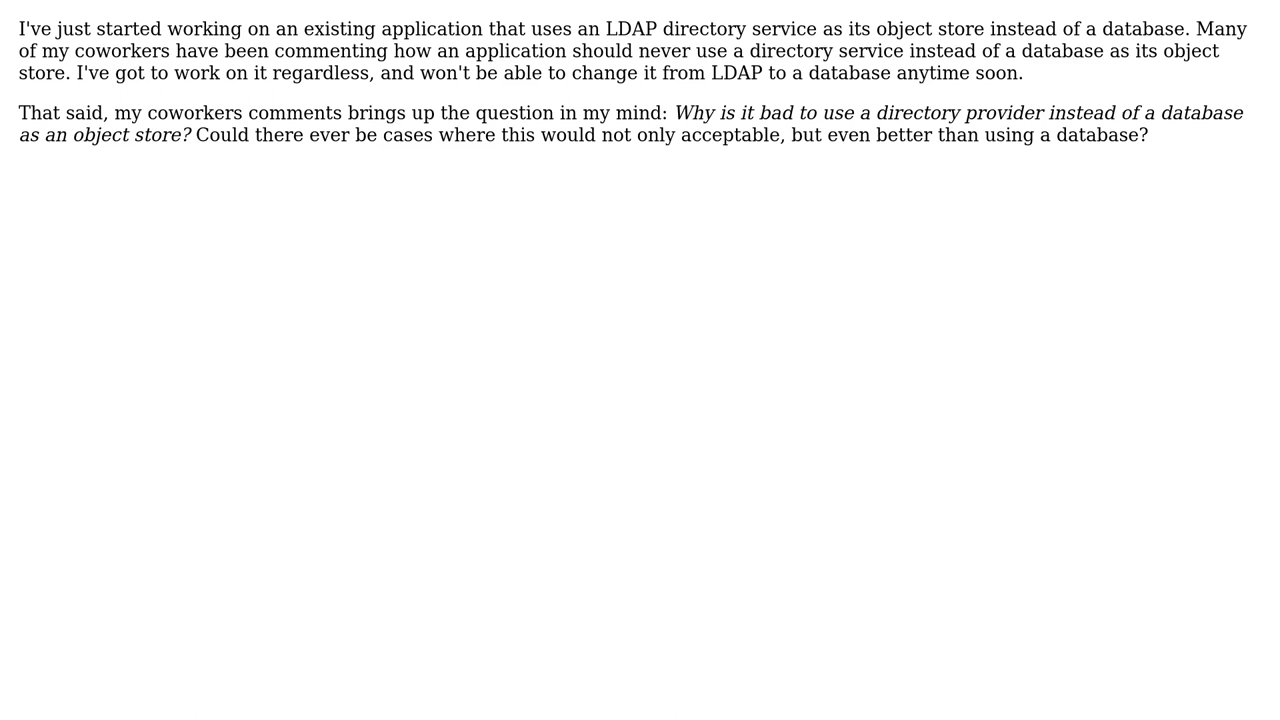 I've just started working on an existing application that uses an LDAP directory service as its object store instead of a database. Many
of my coworkers have been commenting how an application should never use a directory service instead of a database as its object
store. I've got to work on it regardless, and won't be able to change it from LDAP to a database anytime soon.
That said, my coworkers comments brings up the question in my mind: Why is it bad to use a directory provider instead of a database
as an object store? Could there ever be cases where this would not only acceptable, but even better than using a database?